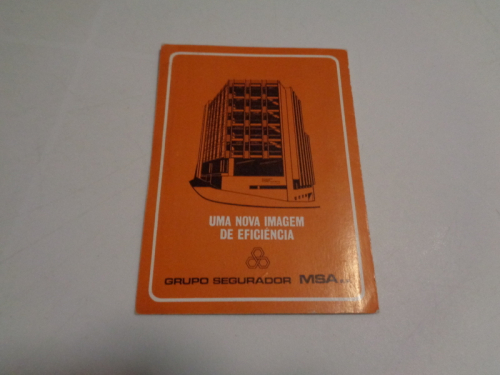 UMA NOVA IMAGEM
DE EFICIÊNCIA
GRUPO SEGURADOR MSA